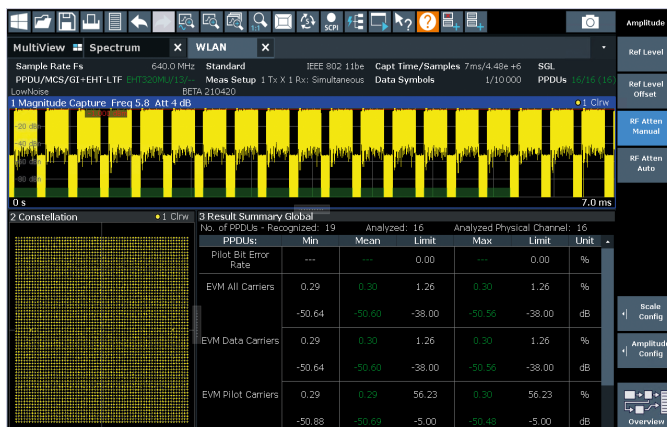 SCPI
Amplitude
MultiView Spectrum X WLAN X
Sample Rate Fs 640.0 MHz Standard IEEE 802 11be Capt Time/Samples 7ms/4.48e +6 SGL
PPDU/MCS/GI+EHT-LTF EHT320MU/13/-- Meas Setup 1 Tx X 1 Rx: Simultaneous Data Symbols 1/10 000 PPDUs 16/16 (16)
LowNoise BETA 210420
1 Magnitude Capture Freq 5.8 Att 4 dB 1 Clrw
-20 dBm
0 s 7.0 ms
2 Constellation 1 Clrw
3 Result Summary Global
No. of PPDUs - Recognized: 19 Analyzed: 16 Analyzed Physical Channel: 16
PPDUs: Min Mean Limit Max Limit Unit
Pilot Bit Error Rate --- --- 0.00 --- 0.00 %
EVM All Carriers 0.29 0.30 1.26 0.30 1.26 %
-50.64 -50.60 -38.00 -50.56 -38.00 dB
EVM Data Carriers 0.29 0.30 1.26 0.30 1.26 %
-50.64 -50.60 -38.00 -50.56 -38.00 dB
EVM Pilot Carriers 0.29 0.29 56.23 0.30 56.23 %
-50.88 -50.69 -5.00 -50.48 -5.00 dB
Ref Level
Ref Level
Offset
RF Atten
Manual
RF Atten
Auto
Scale
Config
Amplitude
Config
Overview